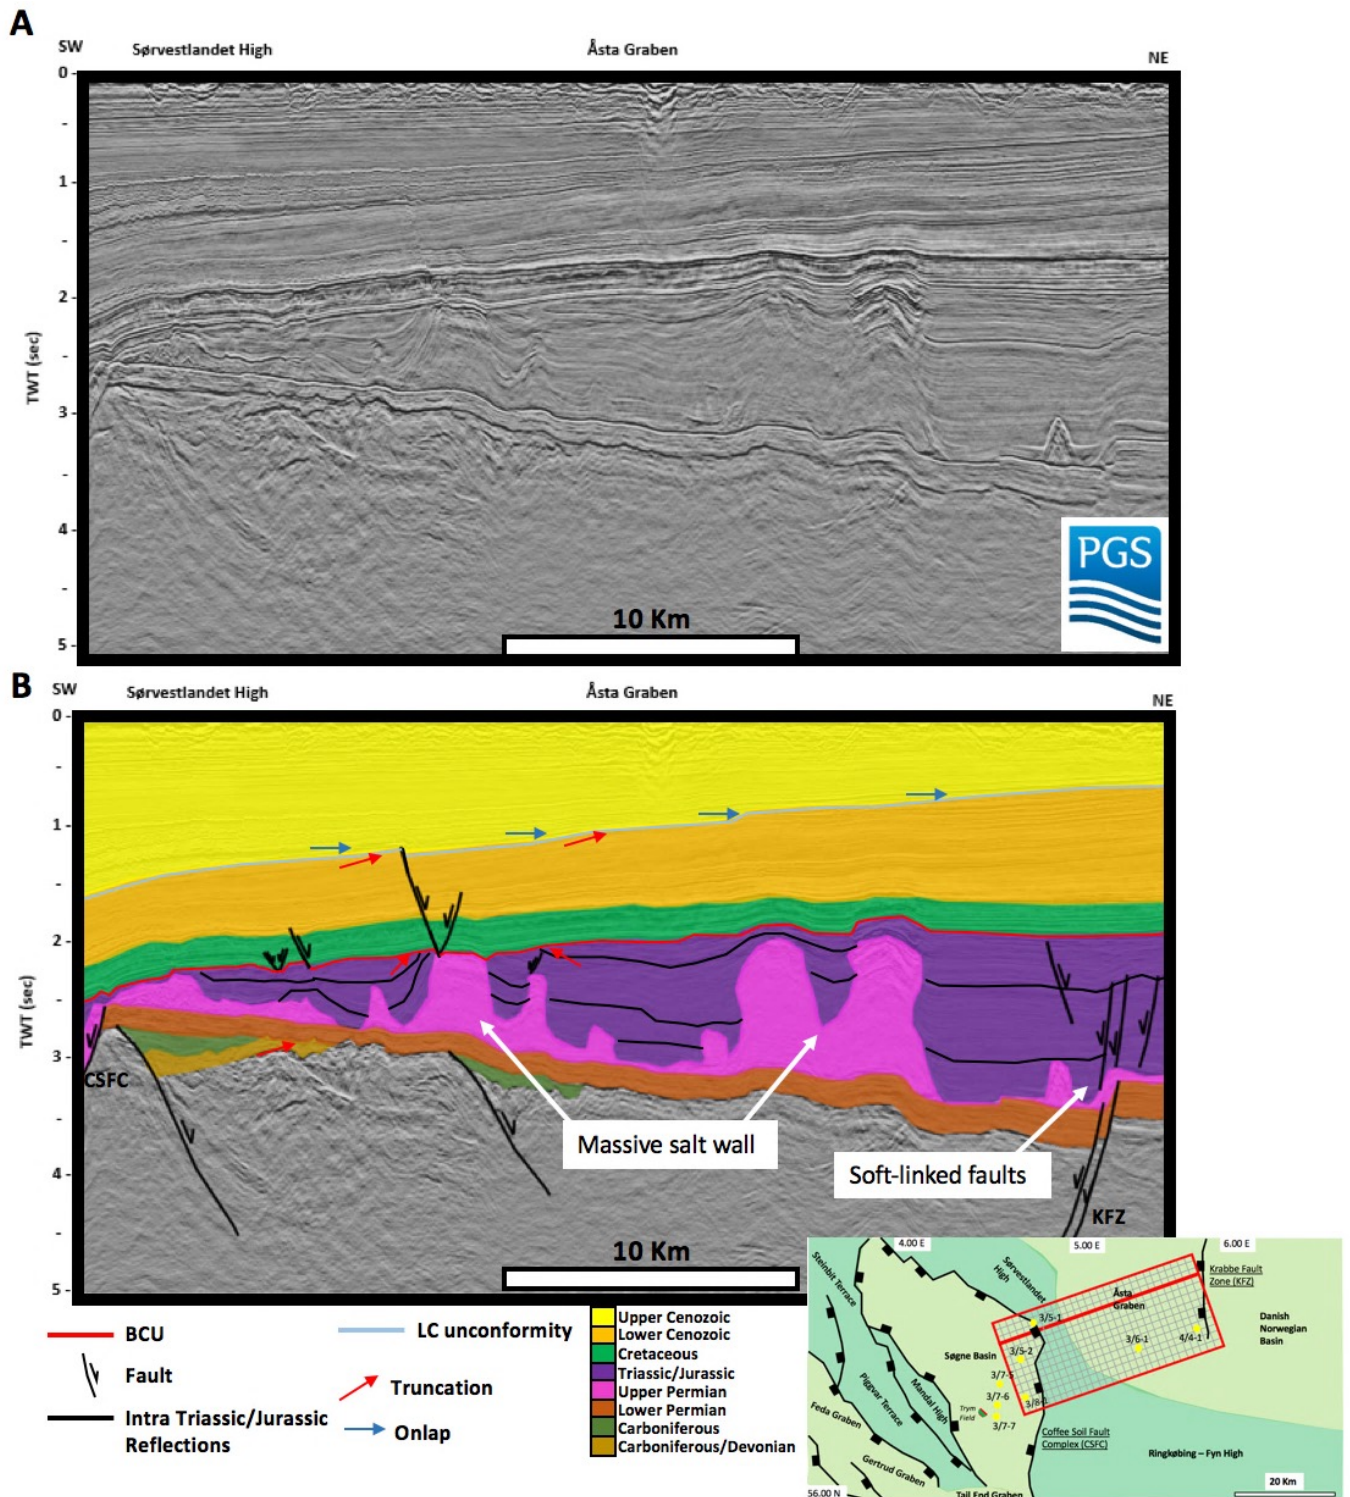 A
SW
Sørvestlandet High
Åsta Graben
NE
0
1
2
3
4
5
TWT (sec)
10 Km
PGS
B
SW
Sørvestlandet High
Åsta Graben
NE
0
1
2
3
4
5
TWT (sec)
CSFC
Massive salt wall
Soft-linked faults
KFZ
10 Km
BCU
LC unconformity
Fault
Truncation
Intra Triassic/Jurassic
Reflections
Onlap
Upper Cenozoic
Lower Cenozoic
Cretaceous
Triassic/Jurassic
Upper Permian
Lower Permian
Carboniferous
Carboniferous/Devonian
4.00 E
5.00 E
6.00 E
Steinbit Terrace
Sørvestlandet
High
Krabbe Fault
Zone (KFZ)
Åsta
Graben
Danish
Norwegian
Basin
3/5-1
3/6-1
4/4-1
Søgne Basin
3/5-2
3/7-5
3/7-6
3/8-1
3/7-7
Trym
Field
Piggvar Terrace
Mandal High
Feda Graben
Gertrud Graben
Coffee Soil Fault
Complex (CSFC)
Ringkøbing – Fyn High
Tail End Graben
56.00 N
20 Km